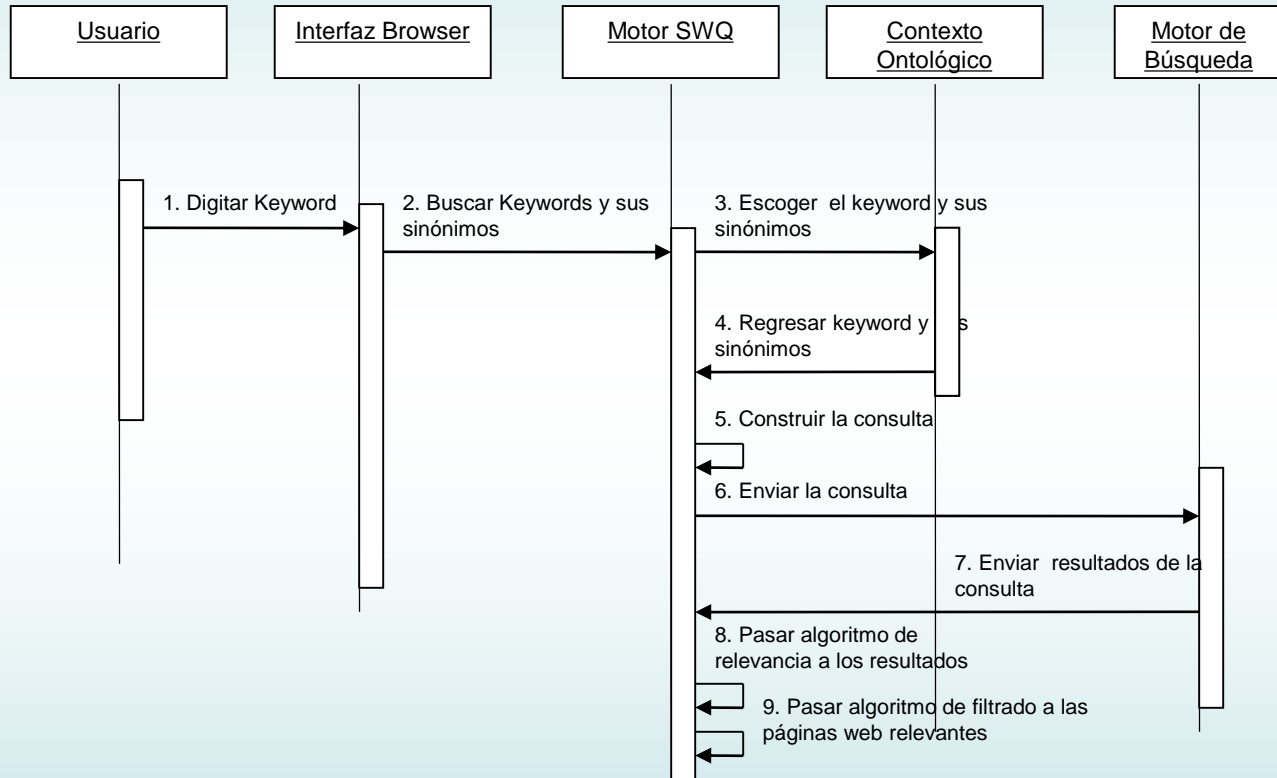 Usuario
Interfaz Browser
Motor SWQ
Contexto
Ontológico
Motor de
Búsqueda
1. Digitar Keyword
2. Buscar Keywords y sus
sinónimos
3. Escoger el keyword y sus
sinónimos
4. Regresar keyword y
sinónimos
5. Construir la consulta
6. Enviar la consulta
7. Enviar resultados de la
consulta
8. Pasar algoritmo de
relevancia a los resultados
9. Pasar algoritmo de filtrado a las
páginas web relevantes